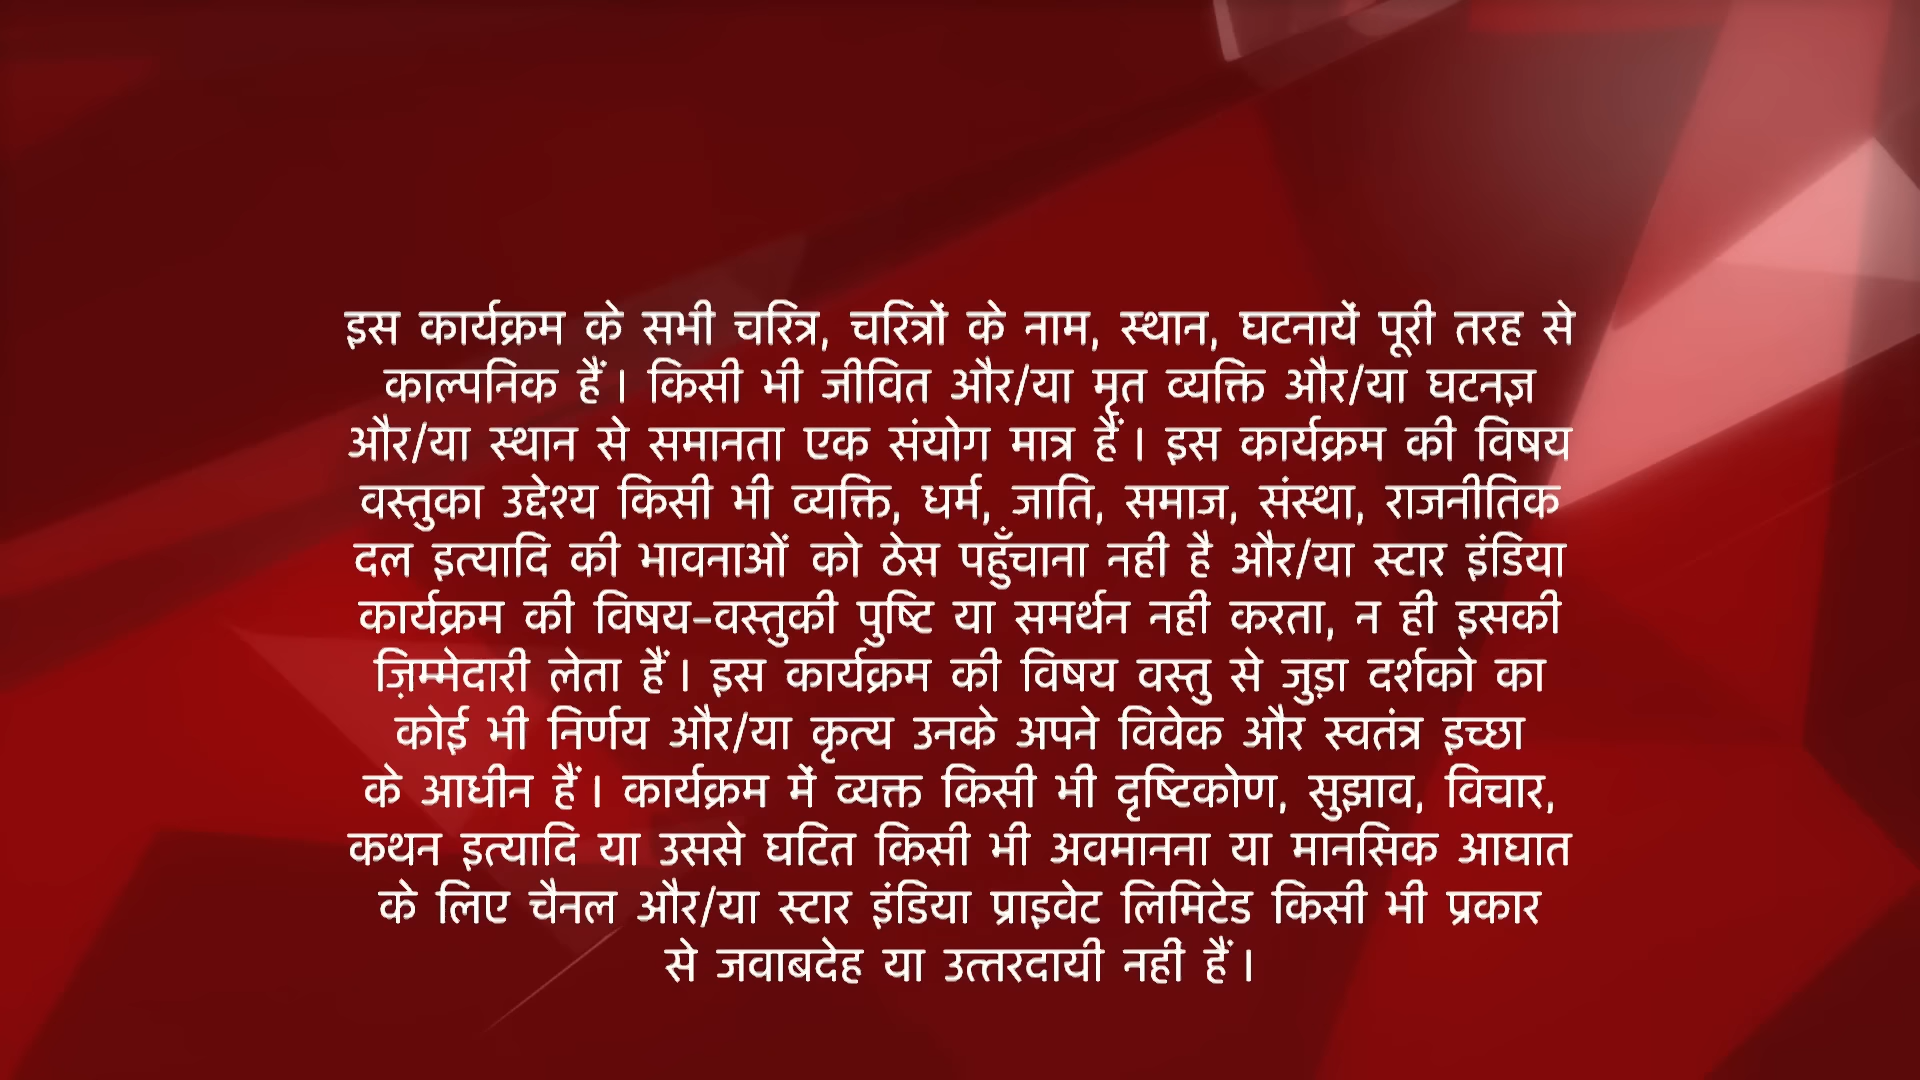 इस कार्यक्रम के सभी चरित्र, चरित्रों के नाम, स्थान, घटनायें पूरी तरह से
काल्पनिक हैं। किसी भी जीवित और/या मृत व्यक्ति और/या घटनज्ञ
और/या स्थान से समानता एक संयोग मात्र हैं। इस कार्यक्रम की विषय
वस्तुका उद्देश्य किसी भी व्यक्ति, धर्म, जाति, समाज, संस्था, राजनीतिक
दल इत्यादि की भावनाओं को ठेस पहुँचाना नही है और/या स्टार इंडिया
कार्यक्रम की विषय-वस्तुकी पुष्टि या समर्थन नही करता, न ही इसकी
ज़िम्मेदारी लेता हैं। इस कार्यक्रम की विषय वस्तु से जुड़ा दर्शको का
कोई भी निर्णय और/या कृत्य उनके अपने विवेक और स्वतंत्र इच्छा
के आधीन हैं। कार्यक्रम में व्यक्त किसी भी दृष्टिकोण, सुझाव, विचार,
कथन इत्यादि या उससे घटित किसी भी अवमानना या मानसिक आघात
के लिए चैनल और/या स्टार इंडिया प्राइवेट लिमिटेड किसी भी प्रकार
से जवाबदेह या उत्तरदायी नही हैं।